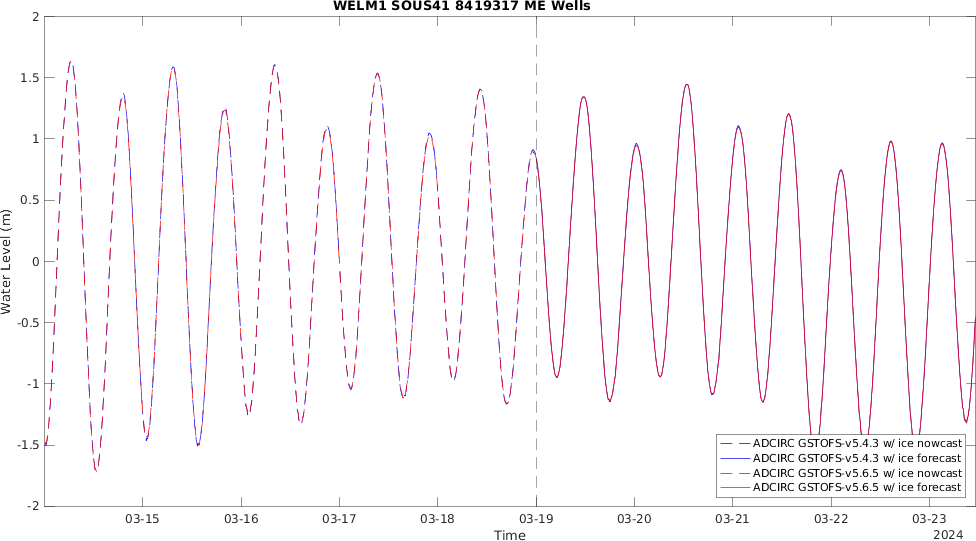 WELM1 SOUS41 8419317 ME Wells
2
1.5
1
0.5
0
-0.5
-1
-1.5
-2
Water Level (m)
ADCIRC GSTOFS-v5.4.3 w/ ice nowcast
ADCIRC GSTOFS-v5.4.3 w/ ice forecast
ADCIRC GSTOFS-v5.6.5 w/ ice nowcast
ADCIRC GSTOFS-v5.6.5 w/ ice forecast
03-15 03-16 03-17 03-18 03-19 03-20 03-21 03-22 03-23
Time
2024